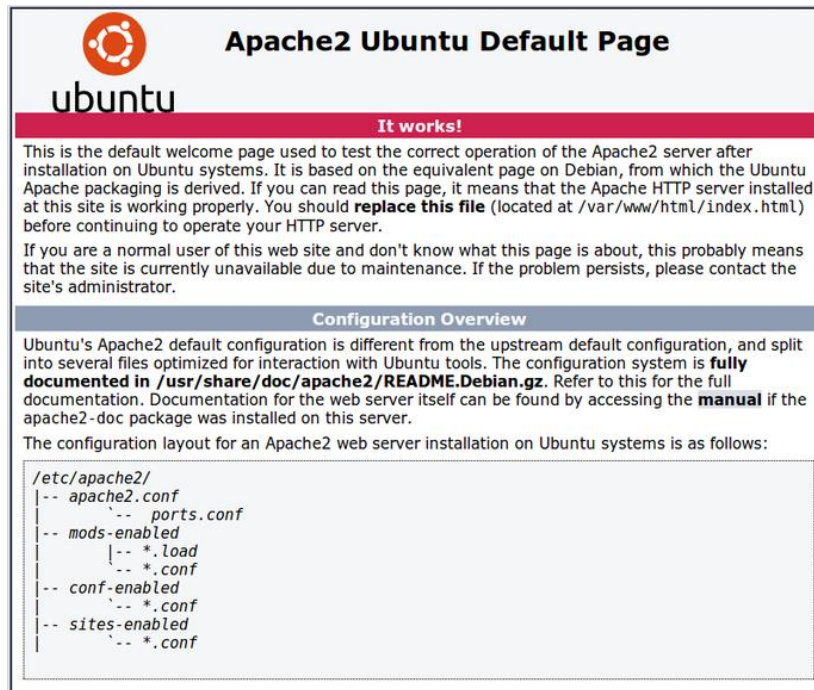 ubuntu
Apache2 Ubuntu Default Page
It works!
This is the default welcome page used to test the correct operation of the Apache2 server after
installation on Ubuntu systems. It is based on the equivalent page on Debian, from which the Ubuntu
Apache packaging is derived. If you can read this page, it means that the Apache HTTP server installed
at this site is working properly. You should replace this file (located at /var/www/html/index.html)
before continuing to operate your HTTP server.
If you are a normal user of this web site and don't know what this page is about, this probably means
that the site is currently unavailable due to maintenance. If the problem persists, please contact the
site's administrator.
Configuration Overview
Ubuntu's Apache2 default configuration is different from the upstream default configuration, and split
into several files optimized for interaction with Ubuntu tools. The configuration system is fully
documented in /usr/share/doc/apache2/README.Debian.gz. Refer to this for the full
documentation. Documentation for the web server itself can be found by accessing the manual if the
apache2-doc package was installed on this server.
The configuration layout for an Apache2 web server installation on Ubuntu systems is as follows:
/etc/apache2/
|-- apache2.conf
|       `--  ports.conf
|-- mods-enabled
|       |-- *.load
|       `-- *.conf
|-- conf-enabled
|       `-- *.conf
|-- sites-enabled
|       `-- *.conf